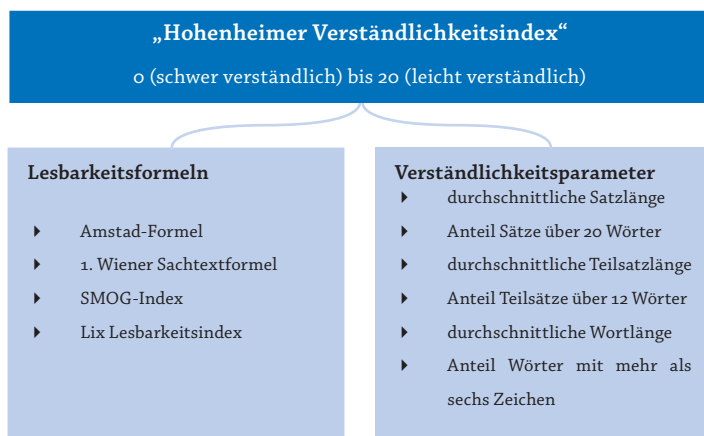 „Hohenheimer Verständlichkeitsindex“
0 (schwer verständlich) bis 20 (leicht verständlich)
Lesbarkeitsformeln
‣ Amstad-Formel
‣ 1. Wiener Sachtextformel
‣ SMOG-Index
‣ Lix Lesbarkeitsindex
Verständlichkeitsparameter
‣ durchschnittliche Satzlänge
‣ Anteil Sätze über 20 Wörter
‣ durchschnittliche Teilsatzlänge
‣ Anteil Teilsätze über 12 Wörter
‣ durchschnittliche Wortlänge
‣ Anteil Wörter mit mehr als
sechs Zeichen